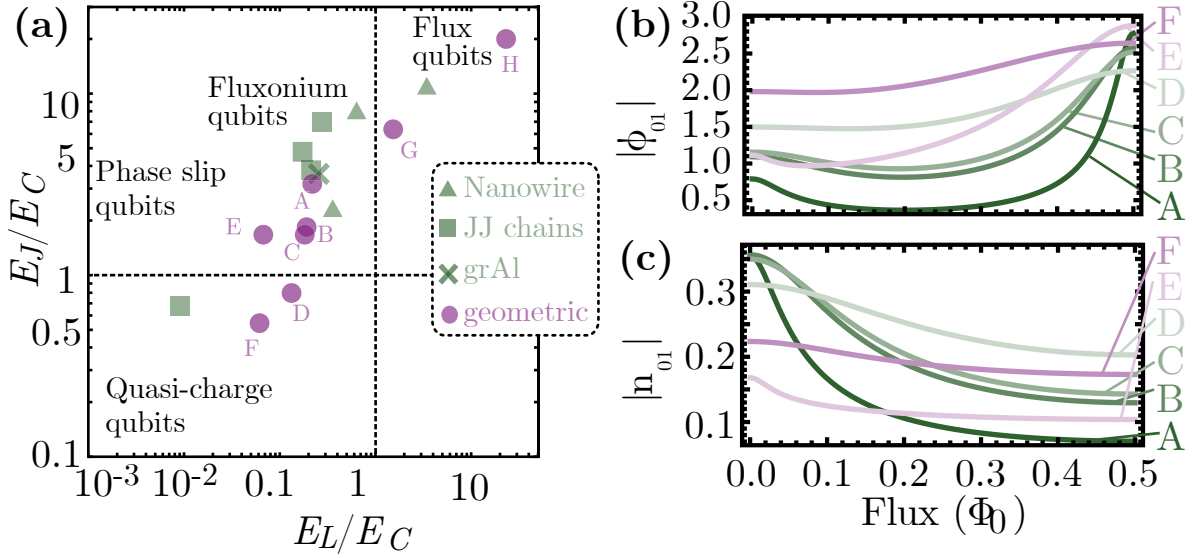 (a)
Flux
qubits
H
10
Fluxonium
qubits
G
5
Phase slip
qubits
A
E
B
C
E_J/E_C
1
D
0.5
F
Quasi-charge
qubits
0.1
10^-3
10^-2
0.1
1
10
E_L/E_C
Nanowire
JJ chains
grAl
geometric
(b)
3.0
2.5
2.0
1.5
1.0
0.5
|ϕ_01|
F
E
D
C
B
A
(c)
0.3
0.2
0.1
|n_01|
F
E
D
C
B
A
0.0 0.1 0.2 0.3 0.4 0.5
Flux (Φ_0)